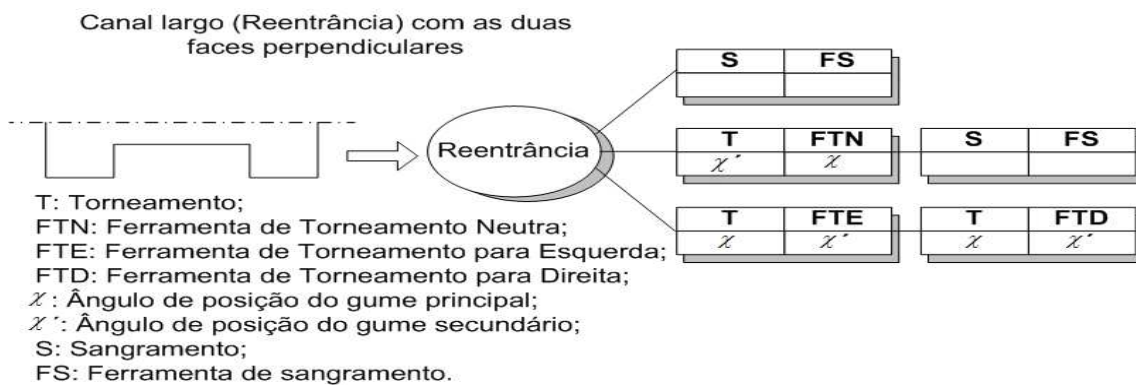 Canal largo (Reentrância) com as duas
faces perpendiculares
S FS
Reentrância
T FTN
χ´ χ
S FS
T FTE
χ χ´
T FTD
χ χ´
T: Torneamento;
FTN: Ferramenta de Torneamento Neutra;
FTE: Ferramenta de Torneamento para Esquerda;
FTD: Ferramenta de Torneamento para Direita;
χ: Ângulo de posição do gume principal;
χ´: Ângulo de posição do gume secundário;
S: Sangramento;
FS: Ferramenta de sangramento.